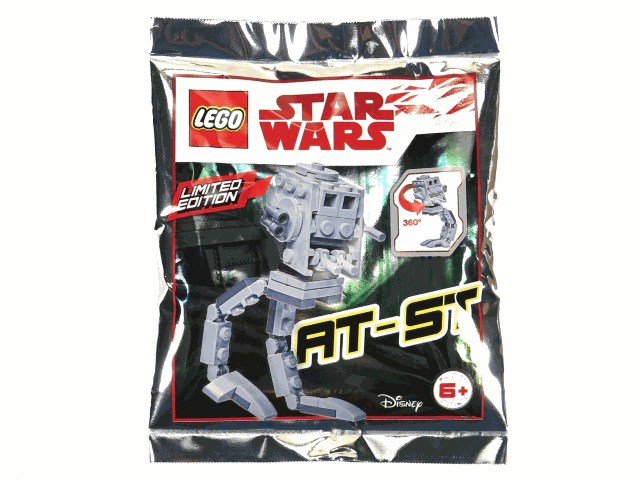 LEGO
STAR
WARS
LIMITED
EDITION
360°
AT-ST
6+
Disney